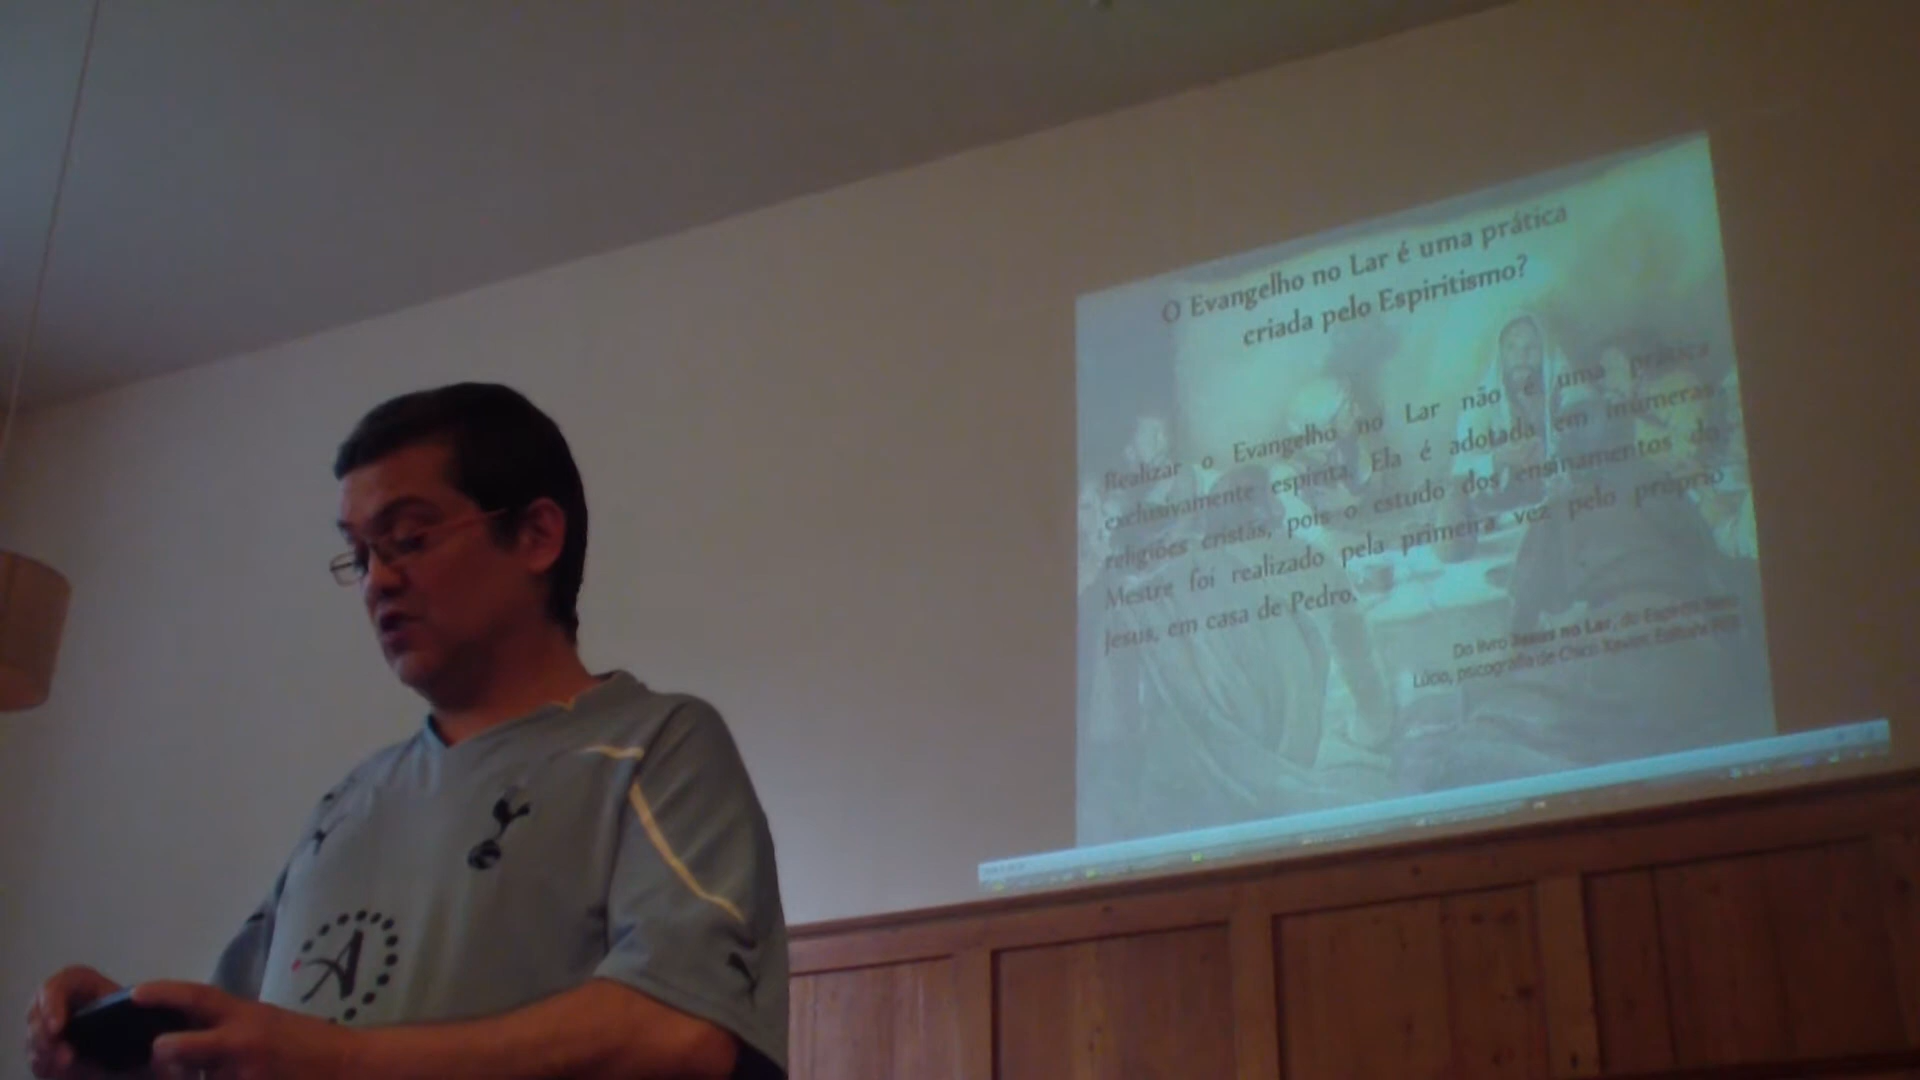 O Evangelho no Lar é uma prática
criada pelo Espiritismo?
Realizar o Evangelho no Lar não é uma prática
exclusivamente espírita. Ela é adotada em inúmeras
religiões cristãs, pois o estudo dos ensinamentos do
Mestre foi realizado pela primeira vez pelo próprio
Jesus, em casa de Pedro.
Do livro Jesus no Lar, do Espírito Neio
Lúcio, psicografia de Chico Xavier. Editora
A